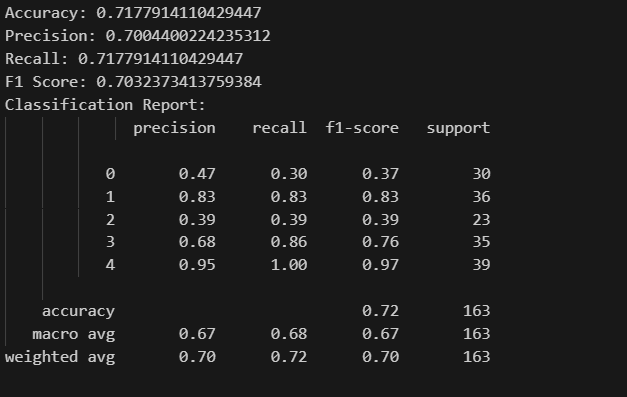 Accuracy: 0.7177914110429447
Precision: 0.7004400224235312
Recall: 0.7177914110429447
F1 Score: 0.7032373413759384
Classification Report:
precision recall f1-score support
0 0.47 0.30 0.37 30
1 0.83 0.83 0.83 36
2 0.39 0.39 0.39 23
3 0.68 0.86 0.76 35
4 0.95 1.00 0.97 39
accuracy 0.72 163
macro avg 0.67 0.68 0.67 163
weighted avg 0.70 0.72 0.70 163